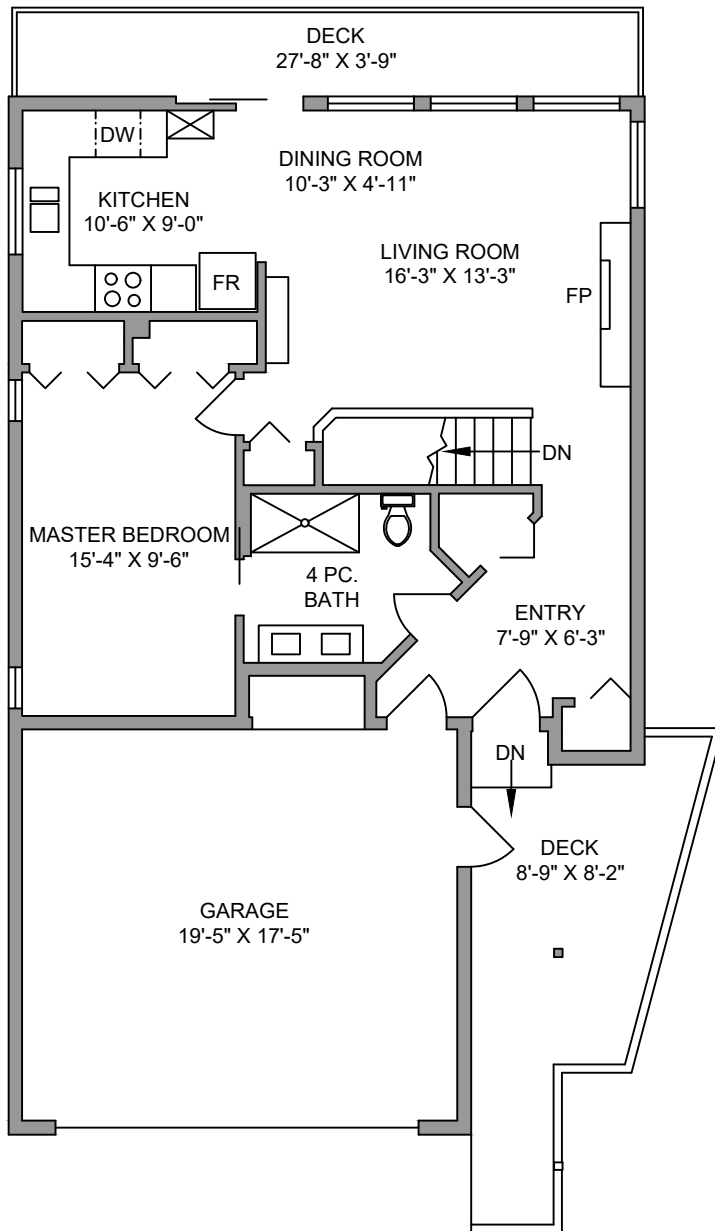 DECK
27'-8" X 3'-9"
DW
DINING ROOM
10'-3" X 4'-11"
KITCHEN
10'-6" X 9'-0"
LIVING ROOM
16'-3" X 13'-3"
FR
FP
DN
MASTER BEDROOM
15'-4" X 9'-6"
4 PC.
BATH
ENTRY
7'-9" X 6'-3"
DN
DECK
8'-9" X 8'-2"
GARAGE
19'-5" X 17'-5"